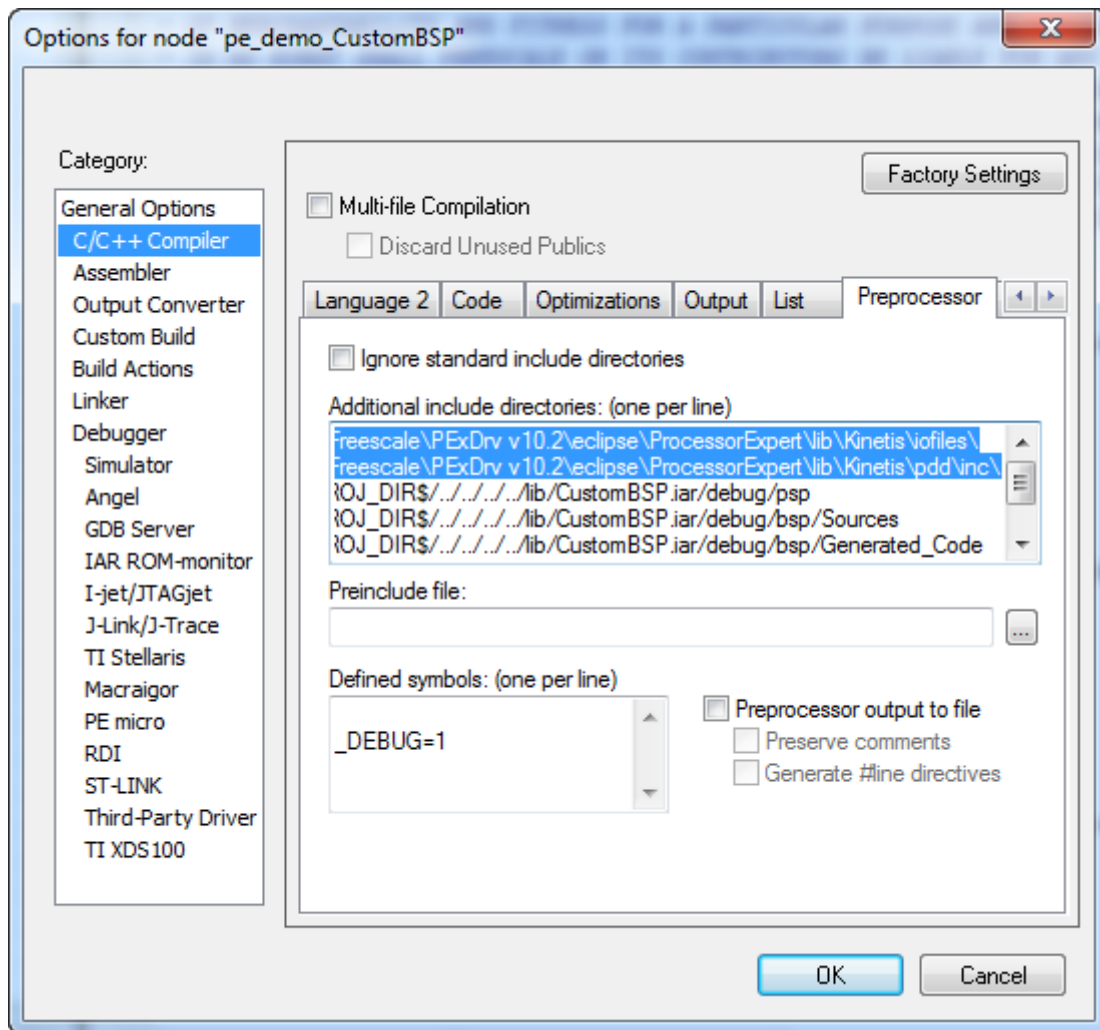 Options for node "pe_demo_CustomBSP"
Category:
General Options
C/C++ Compiler
Assembler
Output Converter
Custom Build
Build Actions
Linker
Debugger
Simulator
Angel
GDB Server
IAR ROM-monitor
I-jet/JTAGjet
J-Link/J-Trace
TI Stellaris
Macraigor
PE micro
RDI
ST-LINK
Third-Party Driver
TI XDS100
Factory Settings
Multi-file Compilation
Discard Unused Publics
Language 2 Code Optimizations Output List Preprocessor
Ignore standard include directories
Additional include directories: (one per line)
Freescale\PExDrv v10.2\eclipse\ProcessorExpert\lib\Kinetis\iofiles\
Freescale\PExDrv v10.2\eclipse\ProcessorExpert\lib\Kinetis\pdd\inc\
ROJ_DIR$/../../../../lib/CustomBSP.iar/debug/psp
ROJ_DIR$/../../../../lib/CustomBSP.iar/debug/bsp/Sources
ROJ_DIR$/../../../../lib/CustomBSP.iar/debug/bsp/Generated_Code
Preinclude file:
...
Defined symbols: (one per line)
_DEBUG=1
Preprocessor output to file
Preserve comments
Generate #line directives
OK Cancel